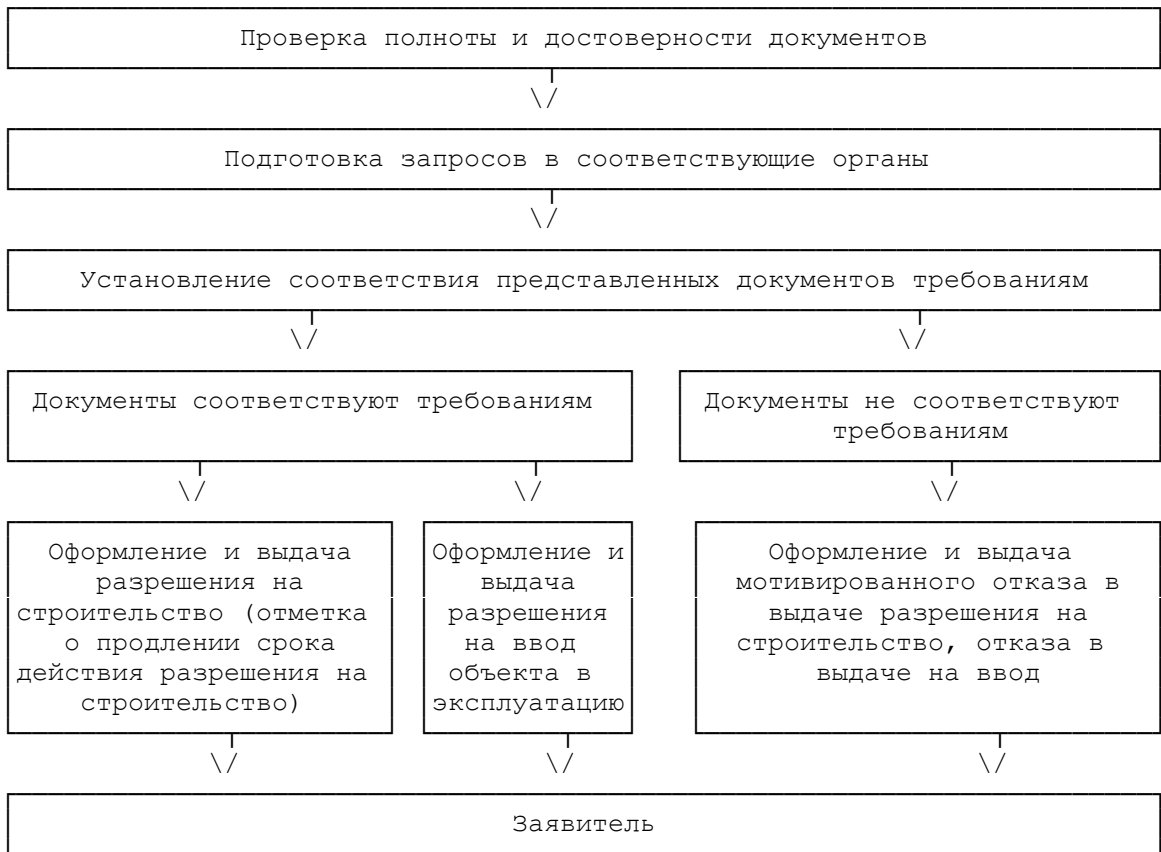 Проверка полноты и достоверности документов
\/
Подготовка запросов в соответствующие органы
\/
Установление соответствия представленных документов требованиям
\/ \/
Документы соответствуют требованиям
Документы не соответствуют
требованиям
\/ \/ \/
Оформление и выдача
разрешения на
строительство (отметка
о продлении срока
действия разрешения на
строительство)
Оформление и
выдача
разрешения
на ввод
объекта в
эксплуатацию
Оформление и выдача
мотивированного отказа в
выдаче разрешения на
строительство, отказа в
выдаче на ввод
\/ \/ \/
Заявитель